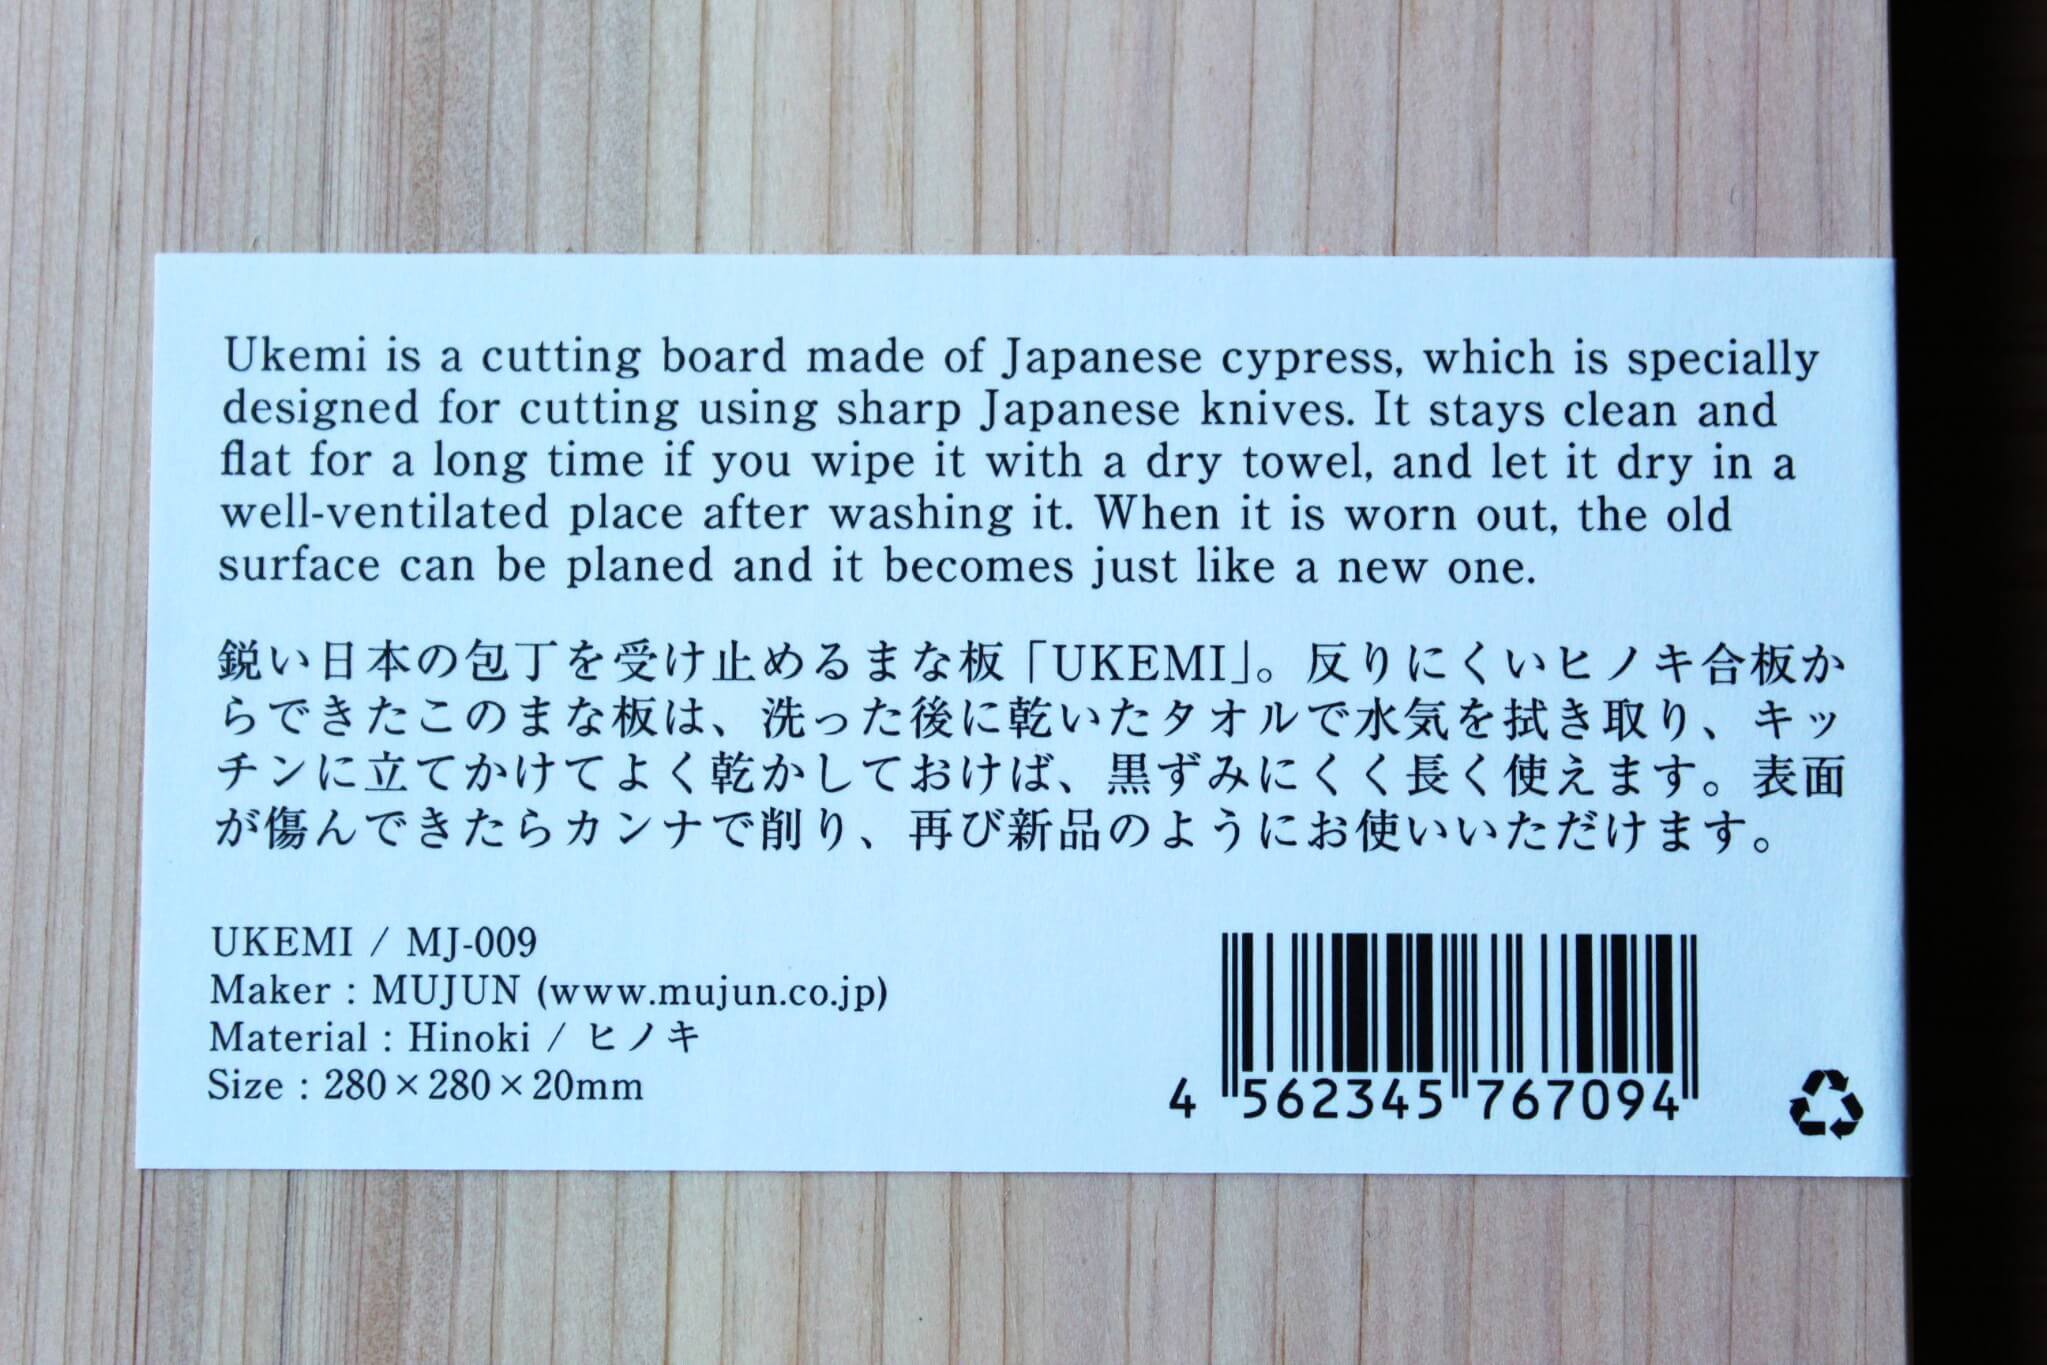 Ukemi is a cutting board made of Japanese cypress, which is specially
designed for cutting using sharp Japanese knives. It stays clean and
flat for a long time if you wipe it with a dry towel, and let it dry in a
well-ventilated place after washing it. When it is worn out, the old
surface can be planed and it becomes just like a new one.
鋭い日本の包丁を受け止めるまな板「UKEMI」。反りにくいヒノキ合板か
らできたこのまな板は、洗った後に乾いたタオルで水気を拭き取り、キッ
チンに立てかけてよく乾かしておけば、黒ずみにくく長く使えます。表面
が傷んできたらカンナで削り、再び新品のようにお使いいただけます。
UKEMI / MJ-009
Maker : MUJUN (www.mujun.co.jp)
Material : Hinoki / ヒノキ
Size : 280×280×20mm
4 562345 767094